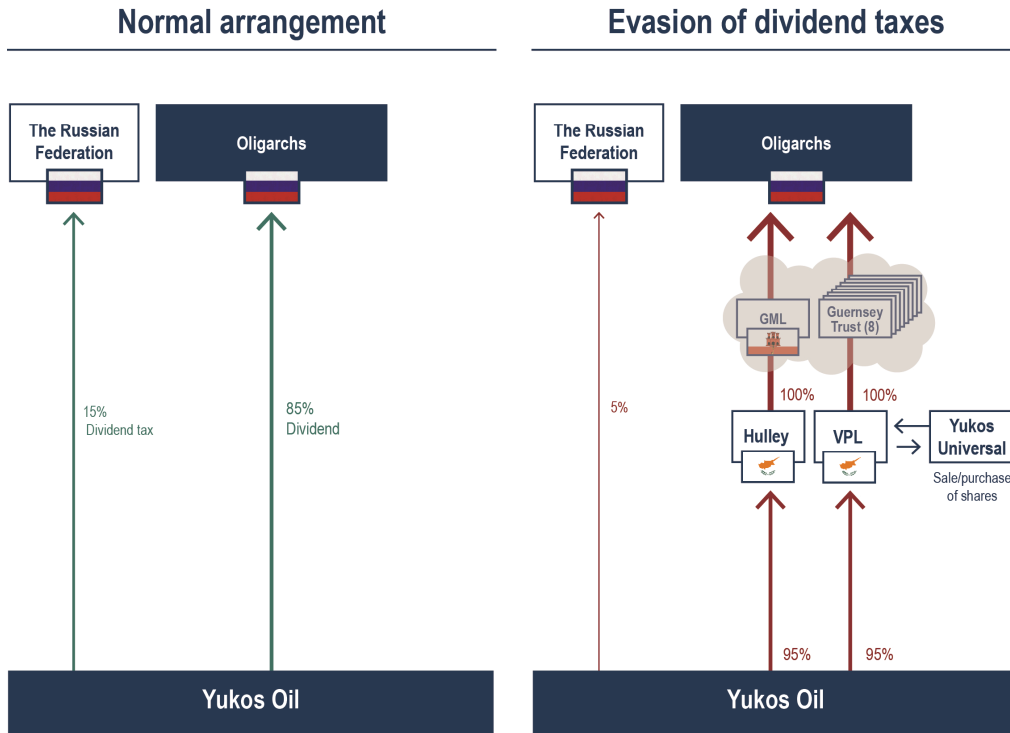 Normal arrangement
The Russian
Federation
Oligarchs
15%
Dividend tax
85%
Dividend
Yukos Oil
Evasion of dividend taxes
The Russian
Federation
Oligarchs
GML
Guernsey
Trust (8)
5%
100%
100%
Hulley
VPL
Yukos
Universal
Sale/purchase
of shares
95%
95%
Yukos Oil